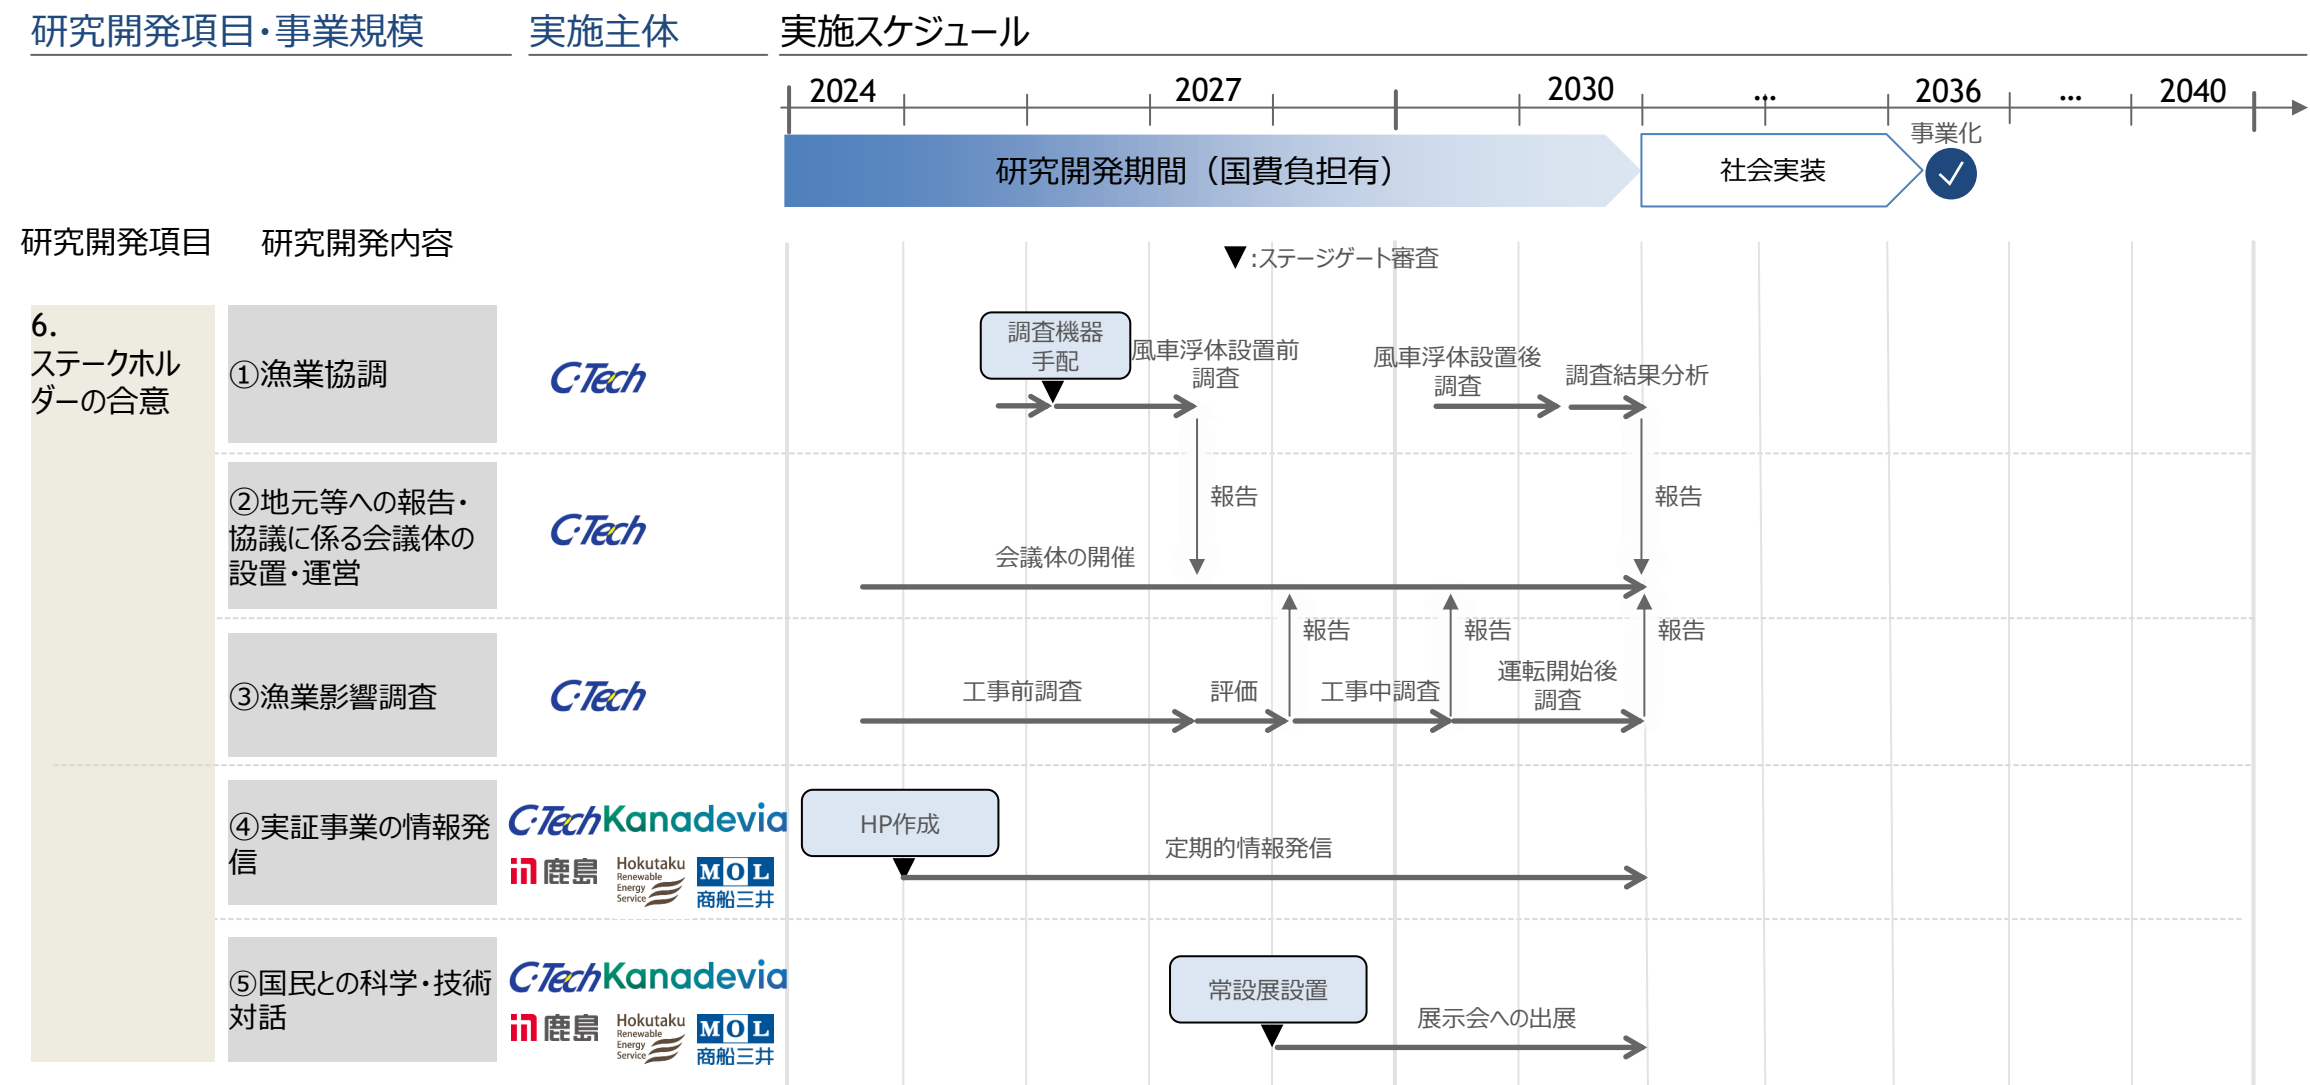 研究開発項目・事業規模
実施主体
実施スケジュール
2024
2027
2030
…
2036
…
2040
研究開発期間（国費負担有）
社会実装
事業化
研究開発項目
研究開発内容
▼:ステージゲート審査
6.
ステークホル
ダーの合意
①漁業協調
C-Tech
調査機器
手配
風車浮体設置前
調査
風車浮体設置後
調査
調査結果分析
②地元等への報告・
協議に係る会議体の
設置・運営
C-Tech
会議体の開催
報告
報告
③漁業影響調査
C-Tech
工事前調査
評価
報告
工事中調査
報告
運転開始後
調査
報告
④実証事業の情報発
信
C-Tech
Kanadevia
鹿島
Hokutaku
Renewable
Energy
Service
MOL
商船三井
HP作成
定期的情報発信
⑤国民との科学・技術
対話
C-Tech
Kanadevia
鹿島
Hokutaku
Renewable
Energy
Service
MOL
商船三井
常設展設置
展示会への出展